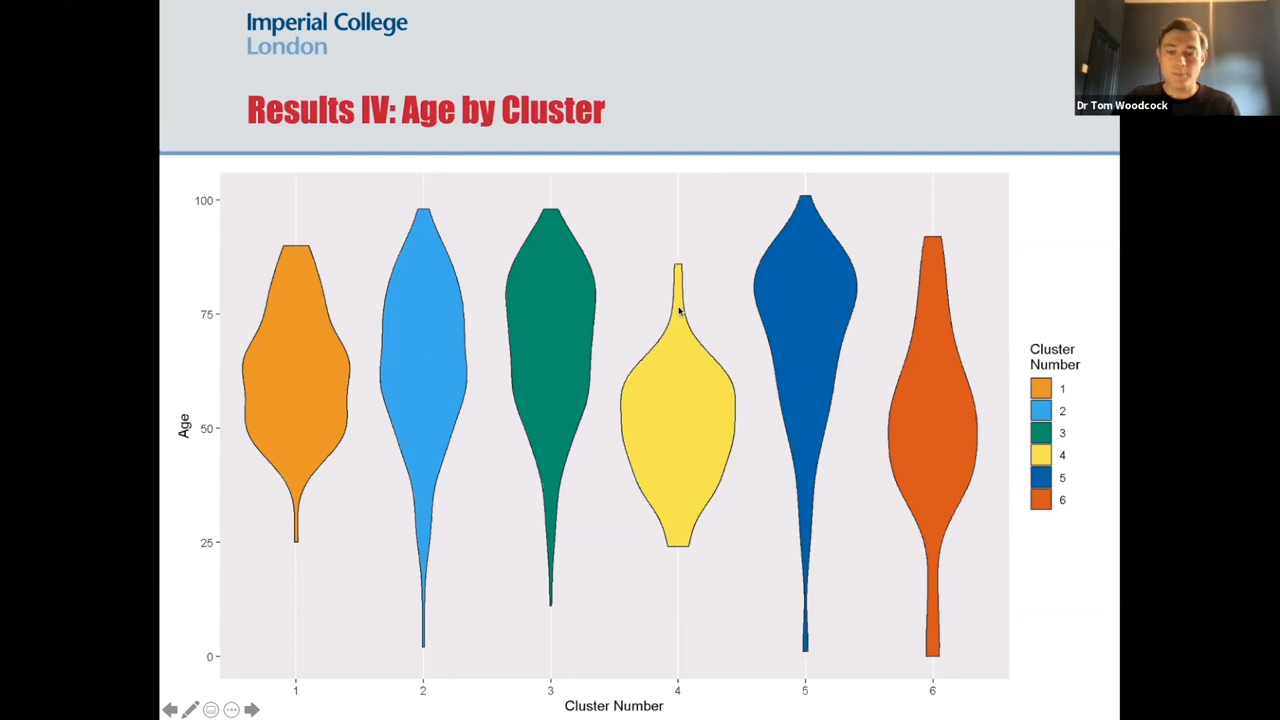 Imperial College
London
Results IV: Age by Cluster
Dr Tom Woodcock
100
75
50
25
0
Age
1
2
3
4
5
6
Cluster Number
Cluster
Number
1
2
3
4
5
6